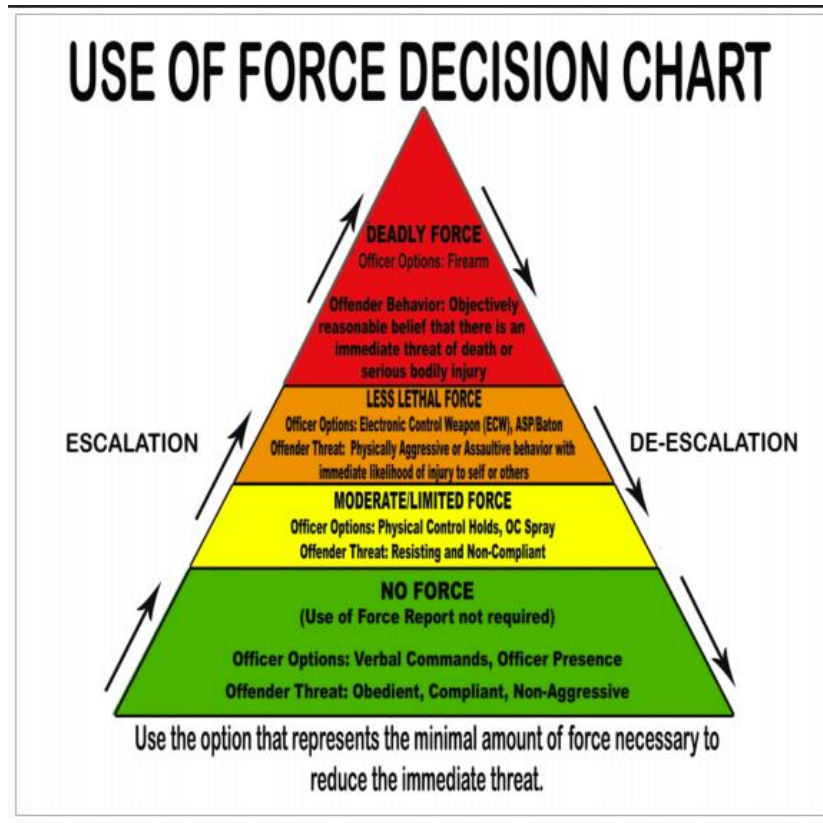 USE OF FORCE DECISION CHART
DEADLY FORCE
Officer Options: Firearm
Offender Behavior: Objectively
reasonable belief that there is an
immediate threat of death or
serious bodily injury
LESS LETHAL FORCE
Officer Options: Electronic Control Weapon (ECW), ASP/Baton
Offender Threat: Physically Aggressive or Assaultive behavior with
immediate likelihood of injury to self or others
ESCALATION
DE-ESCALATION
MODERATE/LIMITED FORCE
Officer Options: Physical Control Holds, OC Spray
Offender Threat: Resisting and Non-Compliant
NO FORCE
(Use of Force Report not required)
Officer Options: Verbal Commands, Officer Presence
Offender Threat: Obedient, Compliant, Non-Aggressive
Use the option that represents the minimal amount of force necessary to
reduce the immediate threat.